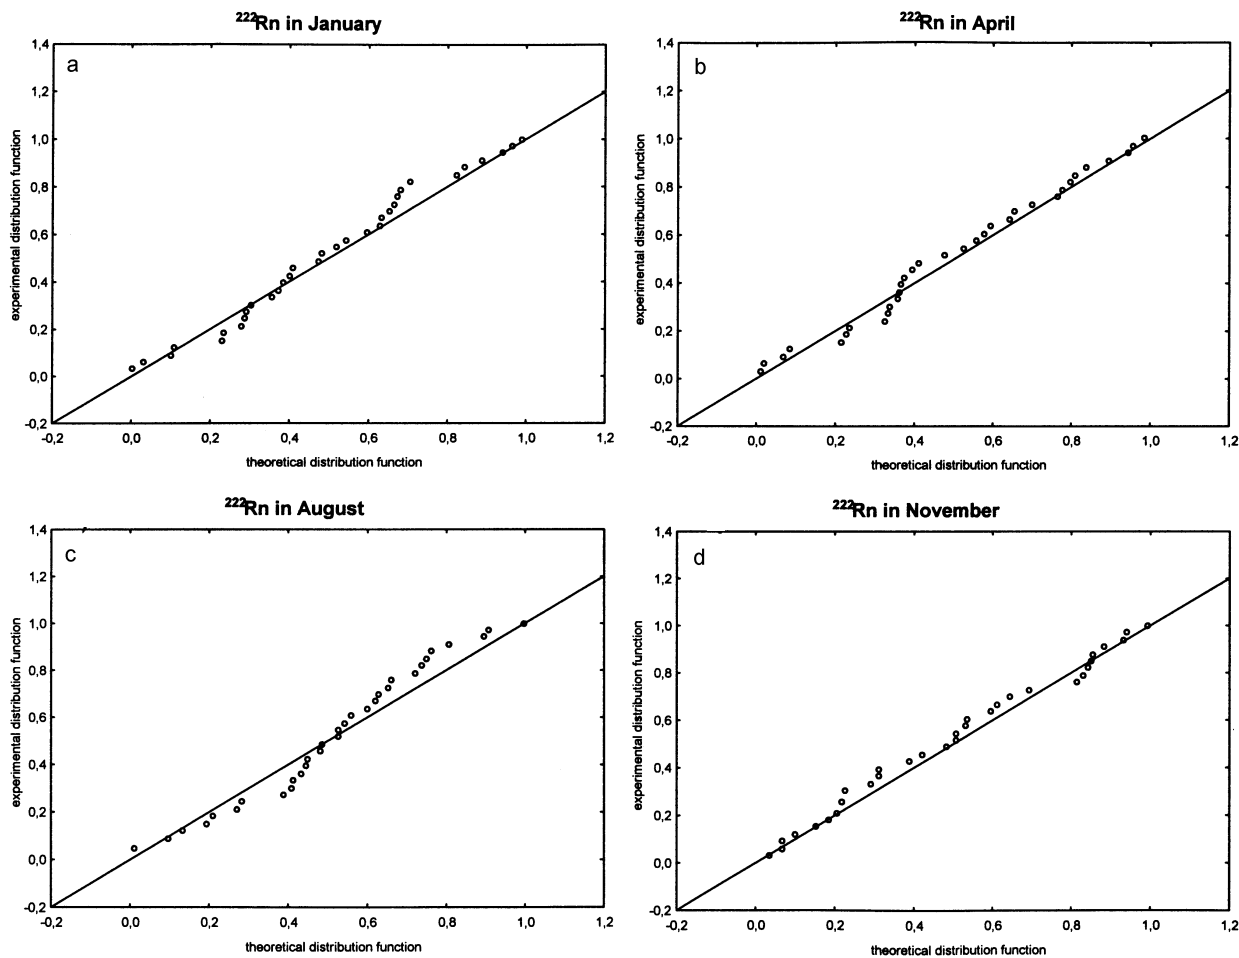 ²²²Rn in January
a
1,4
1,2
1,0
0,8
0,6
0,4
0,2
0,0
-0,2
experimental distribution function
-0,2 0,0 0,2 0,4 0,6 0,8 1,0 1,2
theoretical distribution function
²²²Rn in April
b
1,4
1,2
1,0
0,8
0,6
0,4
0,2
0,0
-0,2
experimental distribution function
-0,2 0,0 0,2 0,4 0,6 0,8 1,0 1,2
theoretical distribution function
²²²Rn in August
c
1,4
1,2
1,0
0,8
0,6
0,4
0,2
0,0
-0,2
experimental distribution function
-0,2 0,0 0,2 0,4 0,6 0,8 1,0 1,2
theoretical distribution function
²²²Rn in November
d
1,4
1,2
1,0
0,8
0,6
0,4
0,2
0,0
-0,2
experimental distribution function
-0,2 0,0 0,2 0,4 0,6 0,8 1,0 1,2
theoretical distribution function